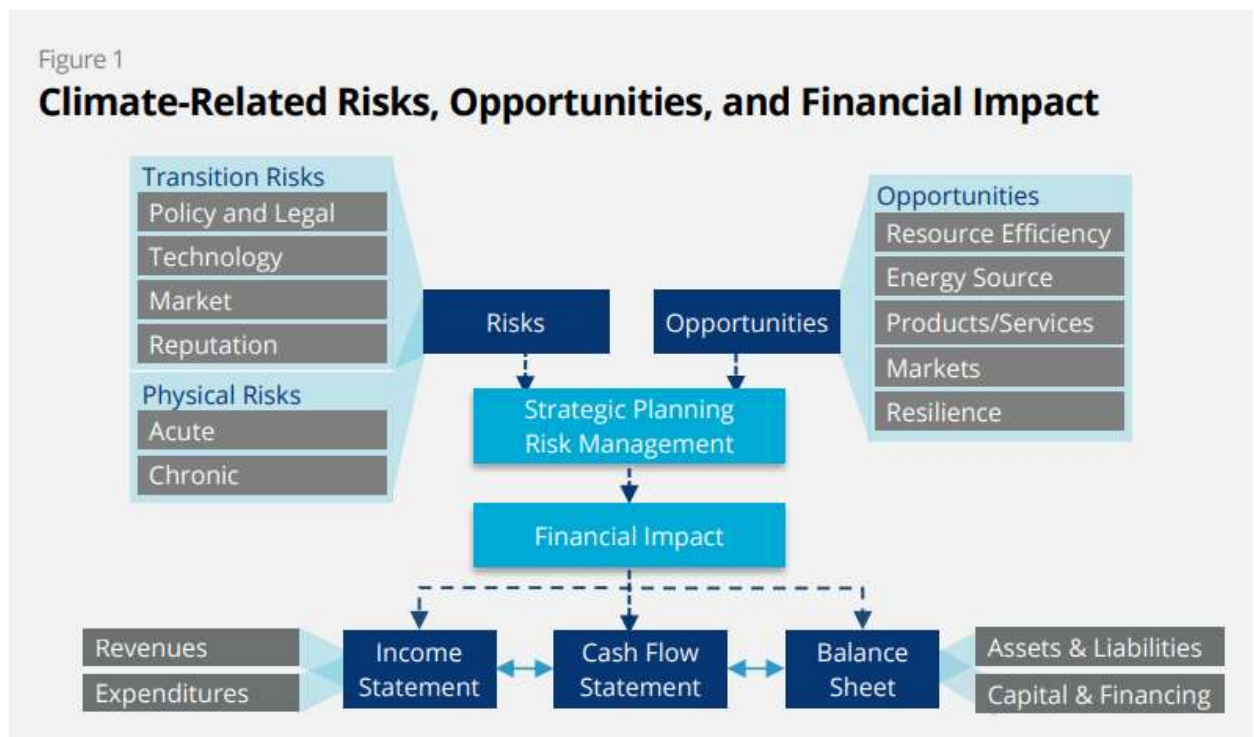 Figure 1
Climate-Related Risks, Opportunities, and Financial Impact
Transition Risks
Policy and Legal
Technology
Market
Reputation
Physical Risks
Acute
Chronic
Risks
Opportunities
Opportunities
Resource Efficiency
Energy Source
Products/Services
Markets
Resilience
Strategic Planning
Risk Management
Financial Impact
Revenues
Expenditures
Income
Statement
Cash Flow
Statement
Balance
Sheet
Assets & Liabilities
Capital & Financing